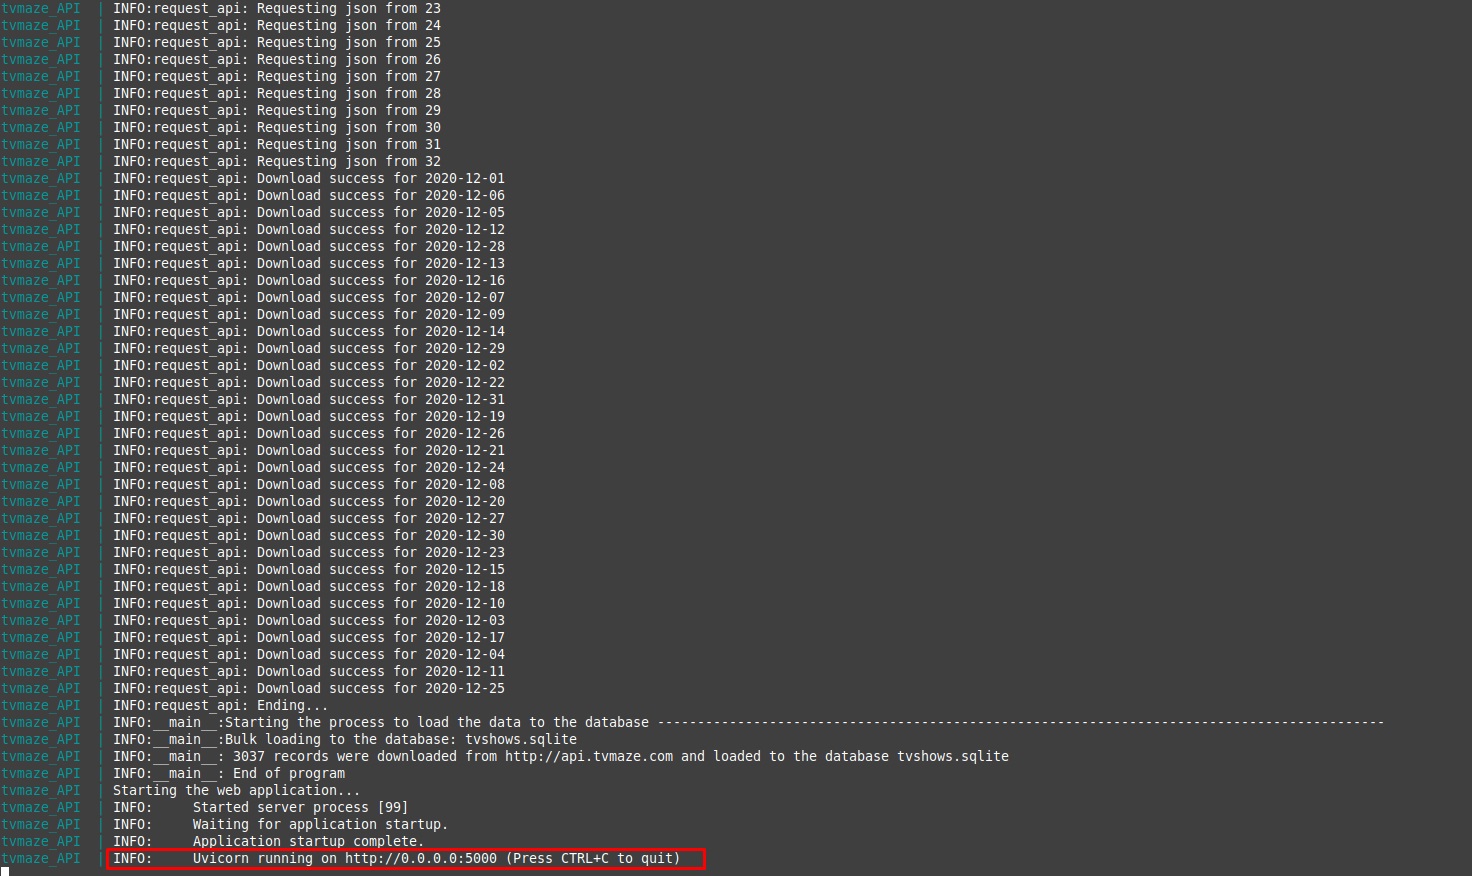 tvmaze_API | INFO:request_api: Requesting json from 23
tvmaze_API | INFO:request_api: Requesting json from 24
tvmaze_API | INFO:request_api: Requesting json from 25
tvmaze_API | INFO:request_api: Requesting json from 26
tvmaze_API | INFO:request_api: Requesting json from 27
tvmaze_API | INFO:request_api: Requesting json from 28
tvmaze_API | INFO:request_api: Requesting json from 29
tvmaze_API | INFO:request_api: Requesting json from 30
tvmaze_API | INFO:request_api: Requesting json from 31
tvmaze_API | INFO:request_api: Requesting json from 32
tvmaze_API | INFO:request_api: Download success for 2020-12-01
tvmaze_API | INFO:request_api: Download success for 2020-12-06
tvmaze_API | INFO:request_api: Download success for 2020-12-05
tvmaze_API | INFO:request_api: Download success for 2020-12-12
tvmaze_API | INFO:request_api: Download success for 2020-12-28
tvmaze_API | INFO:request_api: Download success for 2020-12-13
tvmaze_API | INFO:request_api: Download success for 2020-12-16
tvmaze_API | INFO:request_api: Download success for 2020-12-07
tvmaze_API | INFO:request_api: Download success for 2020-12-09
tvmaze_API | INFO:request_api: Download success for 2020-12-14
tvmaze_API | INFO:request_api: Download success for 2020-12-29
tvmaze_API | INFO:request_api: Download success for 2020-12-02
tvmaze_API | INFO:request_api: Download success for 2020-12-22
tvmaze_API | INFO:request_api: Download success for 2020-12-31
tvmaze_API | INFO:request_api: Download success for 2020-12-19
tvmaze_API | INFO:request_api: Download success for 2020-12-26
tvmaze_API | INFO:request_api: Download success for 2020-12-21
tvmaze_API | INFO:request_api: Download success for 2020-12-24
tvmaze_API | INFO:request_api: Download success for 2020-12-08
tvmaze_API | INFO:request_api: Download success for 2020-12-20
tvmaze_API | INFO:request_api: Download success for 2020-12-27
tvmaze_API | INFO:request_api: Download success for 2020-12-30
tvmaze_API | INFO:request_api: Download success for 2020-12-23
tvmaze_API | INFO:request_api: Download success for 2020-12-15
tvmaze_API | INFO:request_api: Download success for 2020-12-18
tvmaze_API | INFO:request_api: Download success for 2020-12-10
tvmaze_API | INFO:request_api: Download success for 2020-12-03
tvmaze_API | INFO:request_api: Download success for 2020-12-17
tvmaze_API | INFO:request_api: Download success for 2020-12-04
tvmaze_API | INFO:request_api: Download success for 2020-12-11
tvmaze_API | INFO:request_api: Download success for 2020-12-25
tvmaze_API | INFO:request_api: Ending...
tvmaze_API | INFO:__main__:Starting the process to load the data to the database -------------------------------------------------------------------------------------------
tvmaze_API | INFO:__main__:Bulk loading to the database: tvshows.sqlite
tvmaze_API | INFO:__main__: 3037 records were downloaded from http://api.tvmaze.com and loaded to the database tvshows.sqlite
tvmaze_API | INFO:__main__: End of program
tvmaze_API | Starting the web application...
tvmaze_API | INFO:     Started server process [99]
tvmaze_API | INFO:     Waiting for application startup.
tvmaze_API | INFO:     Application startup complete.
tvmaze_API | INFO:     Uvicorn running on http://0.0.0.0:5000 (Press CTRL+C to quit)